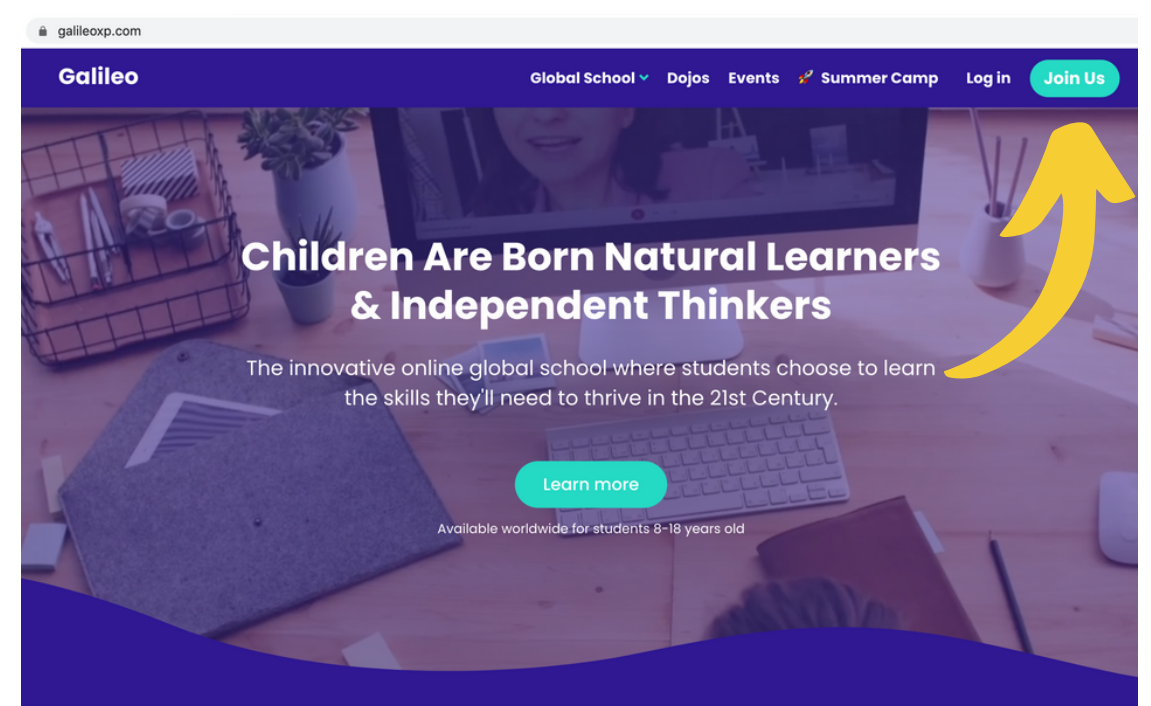 galileoxp.com
Galileo
Global School
Dojos
Events
🚀 Summer Camp
Log in
Join Us
Children Are Born Natural Learners
& Independent Thinkers
The innovative online global school where students choose to learn
the skills they'll need to thrive in the 21st Century.
Learn more
Available worldwide for students 8-18 years old